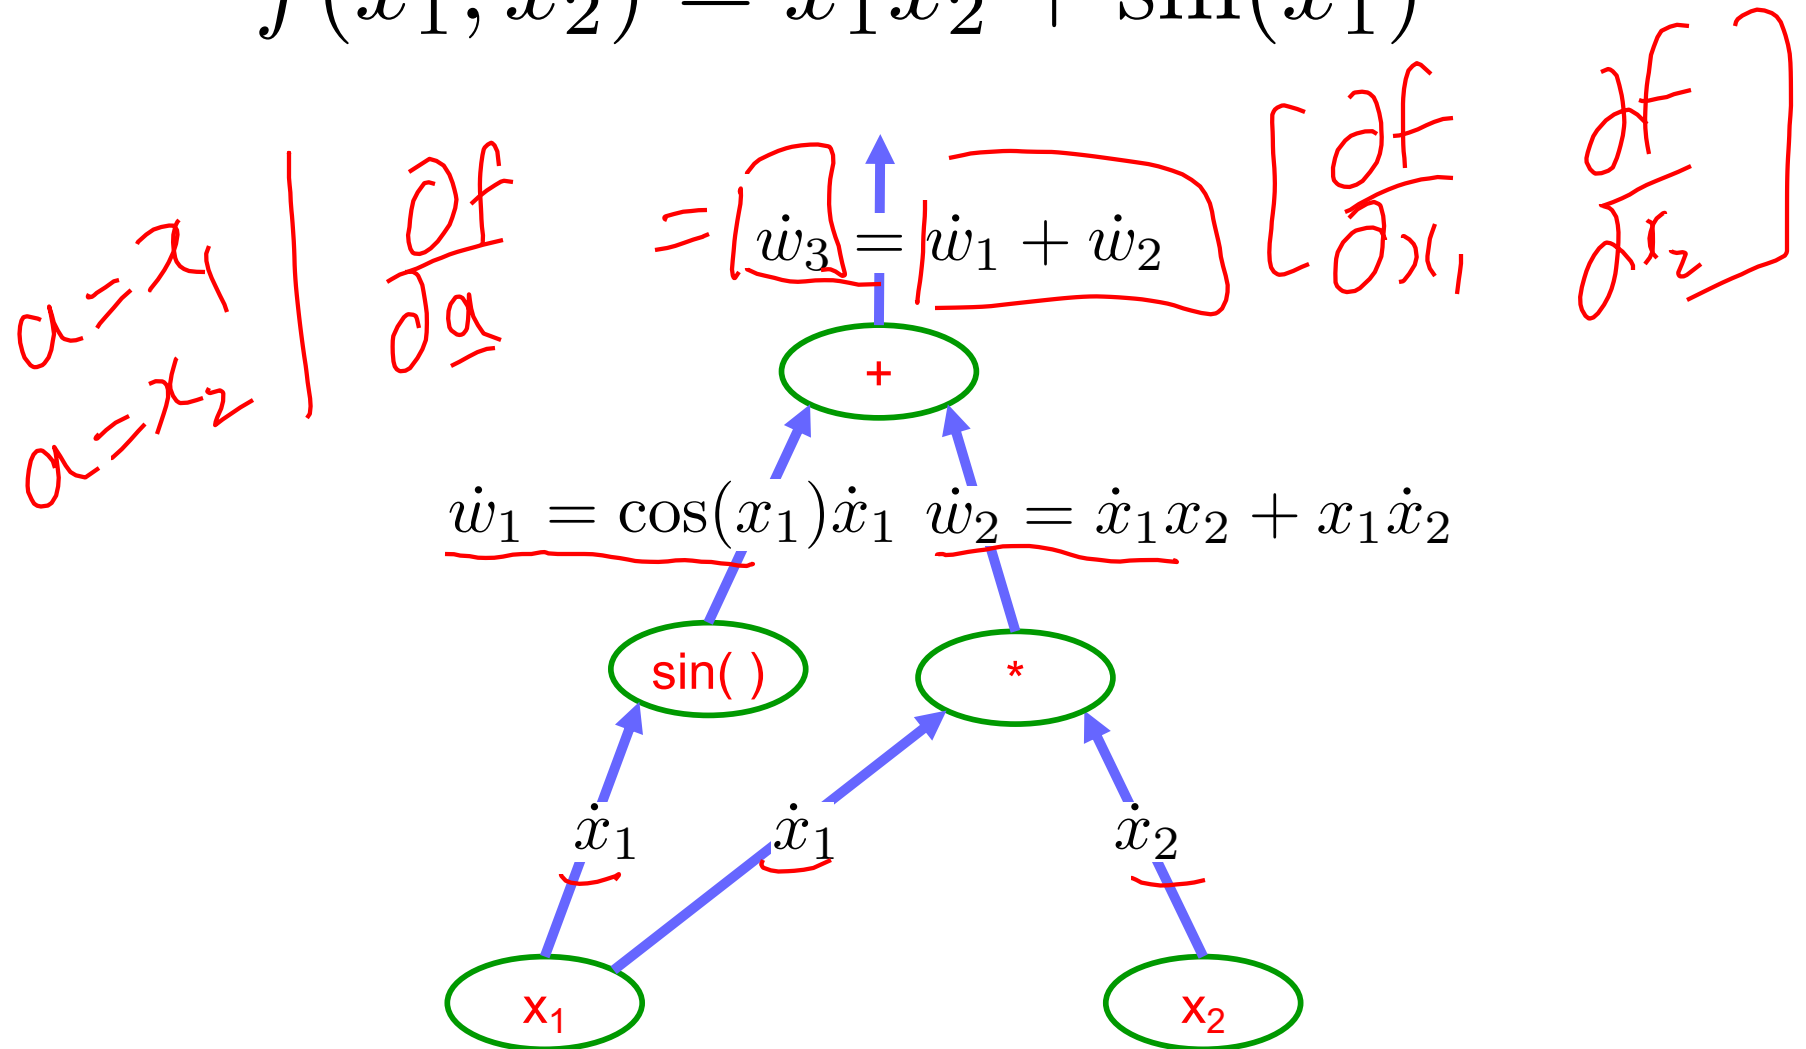 f(x₁, x₂) = x₁x₂ + sin(x₁)
a = x₁ | ∂f/∂a = ẇ₃ = ẇ₁ + ẇ₂ [∂f/∂x₁ ∂f/∂x₂]
a = x₂
+
ẇ₁ = cos(x₁)ẋ₁ ẇ₂ = ẋ₁x₂ + x₁ẋ₂
sin( ) *
ẋ₁ ẋ₁ ẋ₂
x₁ x₂